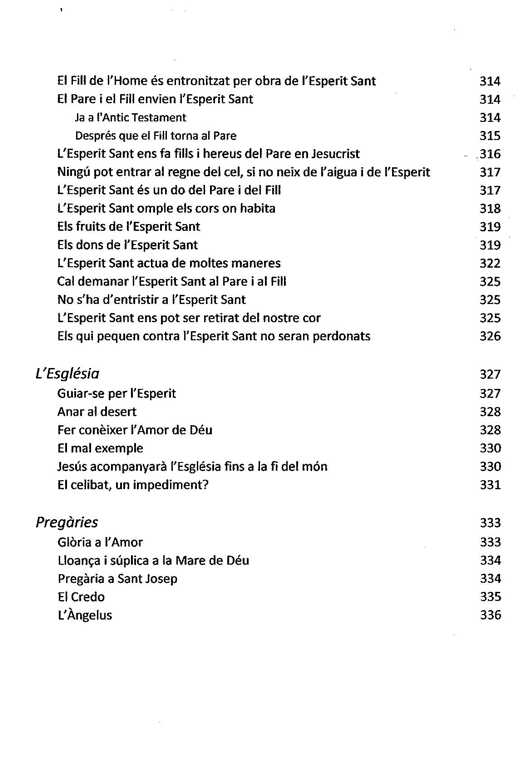 El Fill de l'Home és entronitzat per obra de l'Esperit Sant 314
El Pare i el Fill envien l'Esperit Sant 314
Ja a l'Antic Testament 314
Després que el Fill torna al Pare 315
L'Esperit Sant ens fa fills i hereus del Pare en Jesucrist 316
Ningú pot entrar al regne del cel, si no neix de l'aigua i de l'Esperit 317
L'Esperit Sant és un do del Pare i del Fill 317
L'Esperit Sant omple els cors on habita 318
Els fruits de l'Esperit Sant 319
Els dons de l'Esperit Sant 319
L'Esperit Sant actua de moltes maneres 322
Cal demanar l'Esperit Sant al Pare i al Fill 325
No s'ha d'entristir a l'Esperit Sant 325
L'Esperit Sant ens pot ser retirat del nostre cor 325
Els qui pequen contra l'Esperit Sant no seran perdonats 326
L'Església 327
Guiar-se per l'Esperit 327
Anar al desert 328
Fer conèixer l'Amor de Déu 328
El mal exemple 330
Jesús acompanyarà l'Església fins a la fi del món 330
El celibat, un impediment? 331
Pregàries 333
Glòria a l'Amor 333
Lloança i súplica a la Mare de Déu 334
Pregària a Sant Josep 334
El Credo 335
L'Àngelus 336